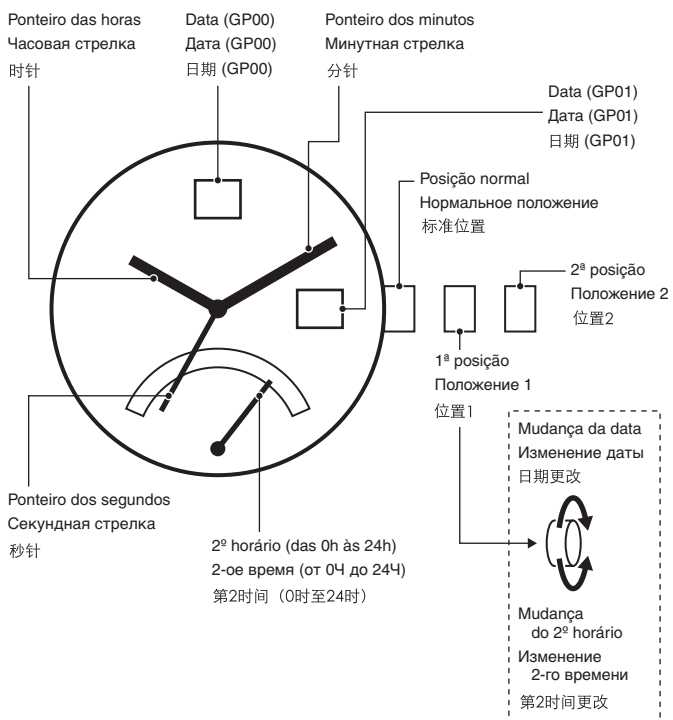 Ponteiro das horas
Часовая стрелка
时针
Data (GP00)
Дата (GP00)
日期 (GP00)
Ponteiro dos minutos
Минутная стрелка
分针
Data (GP01)
Дата (GP01)
日期 (GP01)
Posição normal
Нормальное положение
标准位置
2ª posição
Положение 2
位置2
1ª posição
Положение 1
位置1
Mudança da data
Изменение даты
日期更改
Ponteiro dos segundos
Секундная стрелка
秒针
2º horário (das 0h às 24h)
2-ое время (от 0Ч до 24Ч)
第2时间（0时至24时）
Mudança
do 2º horário
Изменение
2-го времени
第2时间更改